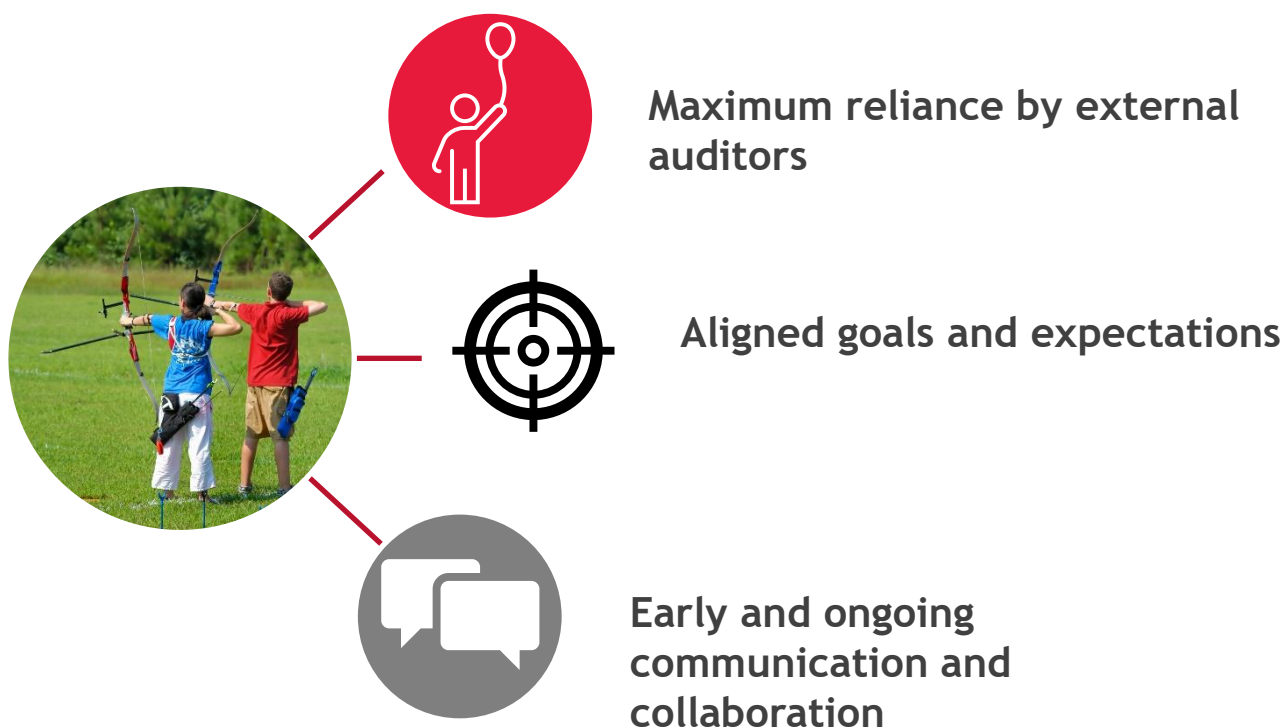 Maximum reliance by external
auditors
Aligned goals and expectations
Early and ongoing
communication and
collaboration